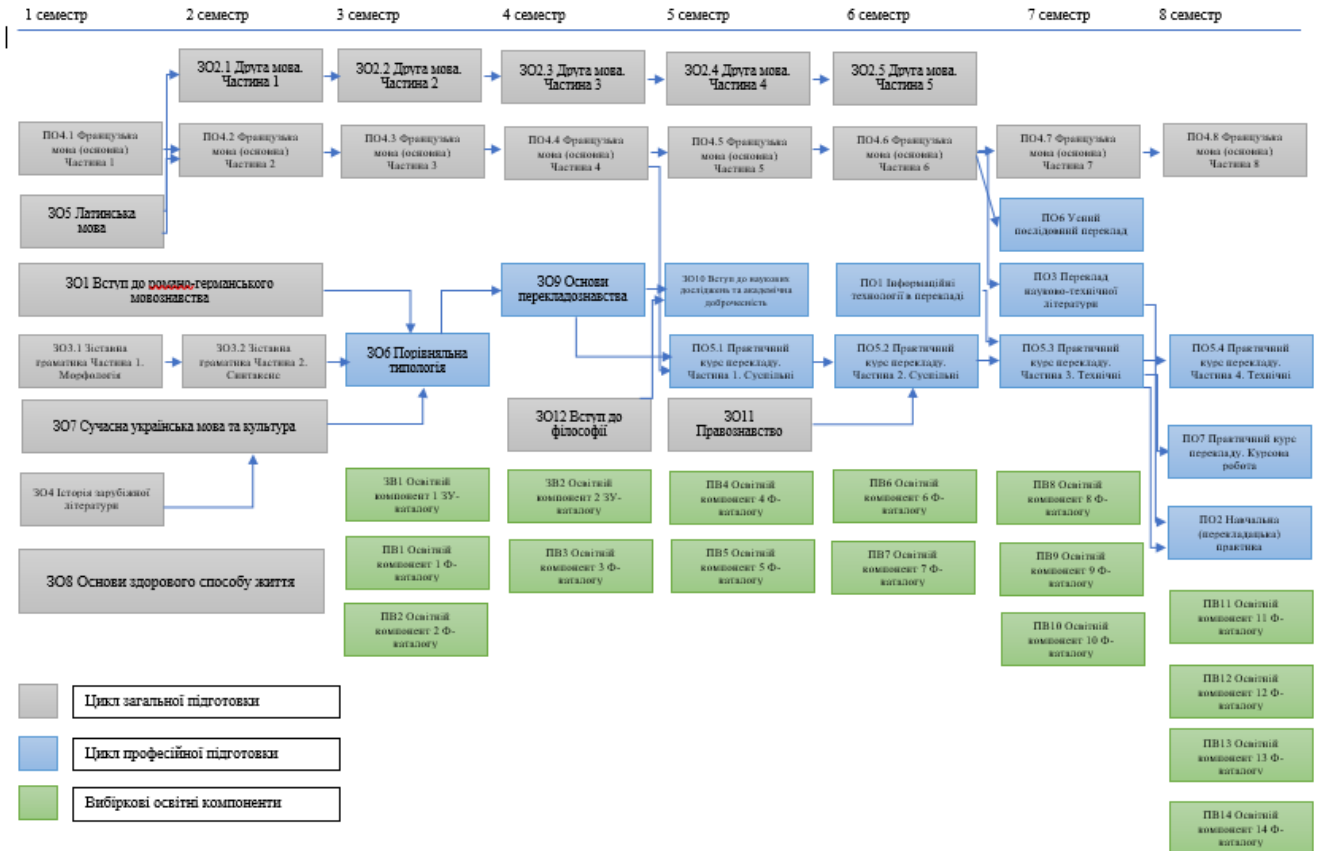 1 семестр
2 семестр
3 семестр
4 семестр
5 семестр
6 семестр
7 семестр
8 семестр
ЗО2.1 Друга мова.
Частина 1
ЗО2.2 Друга мова.
Частина 2
ЗО2.3 Друга мова.
Частина 3
ЗО2.4 Друга мова.
Частина 4
ЗО2.5 Друга мова.
Частина 5
ПО4.1 Французька
мова (основна)
Частина 1
ПО4.2 Французька
мова (основна)
Частина 2
ПО4.3 Французька
мова (основна)
Частина 3
ПО4.4 Французька
мова (основна)
Частина 4
ПО4.5 Французька
мова (основна)
Частина 5
ПО4.6 Французька
мова (основна)
Частина 6
ПО4.7 Французька
мова (основна)
Частина 7
ПО4.8 Французька
мова (основна)
Частина 8
ЗО5 Латинська
мова
ПО6 Усний
послідовний переклад
ЗО1 Вступ до романо-германського
мовознавства
ЗО9 Основи
перекладознавства
ЗО10 Вступ до наукових
досліджень та академічна
доброчесність
ПО1 Інформаційні
технології в перекладі
ПО3 Переклад
науково-технічної
літератури
ЗО3.1 Зіставна
граматика Частина 1.
Морфологія
ЗО3.2 Зіставна
граматика Частина 2.
Синтаксис
ЗО6 Порівняльна
типологія
ПО5.1 Практичний
курс перекладу.
Частина 1. Суспільні
ПО5.2 Практичний
курс перекладу.
Частина 2. Суспільні
ПО5.3 Практичний
курс перекладу.
Частина 3. Технічні
ПО5.4 Практичний
курс перекладу.
Частина 4. Технічні
ЗО7 Сучасна українська мова та культура
ЗО12 Вступ до
філософії
ЗО11
Правознавство
ПО7 Практичний курс
перекладу. Курсова
робота
ЗО4 Історія зарубіжної
літератури
ЗВ1 Освітній
компонент 1 ЗУ-
каталогу
ЗВ2 Освітній
компонент 2 ЗУ-
каталогу
ПВ4 Освітній
компонент 4 Ф-
каталогу
ПВ6 Освітній
компонент 6 Ф-
каталогу
ПВ8 Освітній
компонент 8 Ф-
каталогу
ПО2 Навчальна
(перекладацька)
практика
ЗО8 Основи здорового способу життя
ПВ1 Освітній
компонент 1 Ф-
каталогу
ПВ3 Освітній
компонент 3 Ф-
каталогу
ПВ5 Освітній
компонент 5 Ф-
каталогу
ПВ7 Освітній
компонент 7 Ф-
каталогу
ПВ9 Освітній
компонент 9 Ф-
каталогу
ПВ2 Освітній
компонент 2 Ф-
каталогу
ПВ10 Освітній
компонент 10 Ф-
каталогу
ПВ11 Освітній
компонент 11 Ф-
каталогу
ПВ12 Освітній
компонент 12 Ф-
каталогу
ПВ13 Освітній
компонент 13 Ф-
каталогу
ПВ14 Освітній
компонент 14 Ф-
каталогу
Цикл загальної підготовки
Цикл професійної підготовки
Вибіркові освітні компоненти